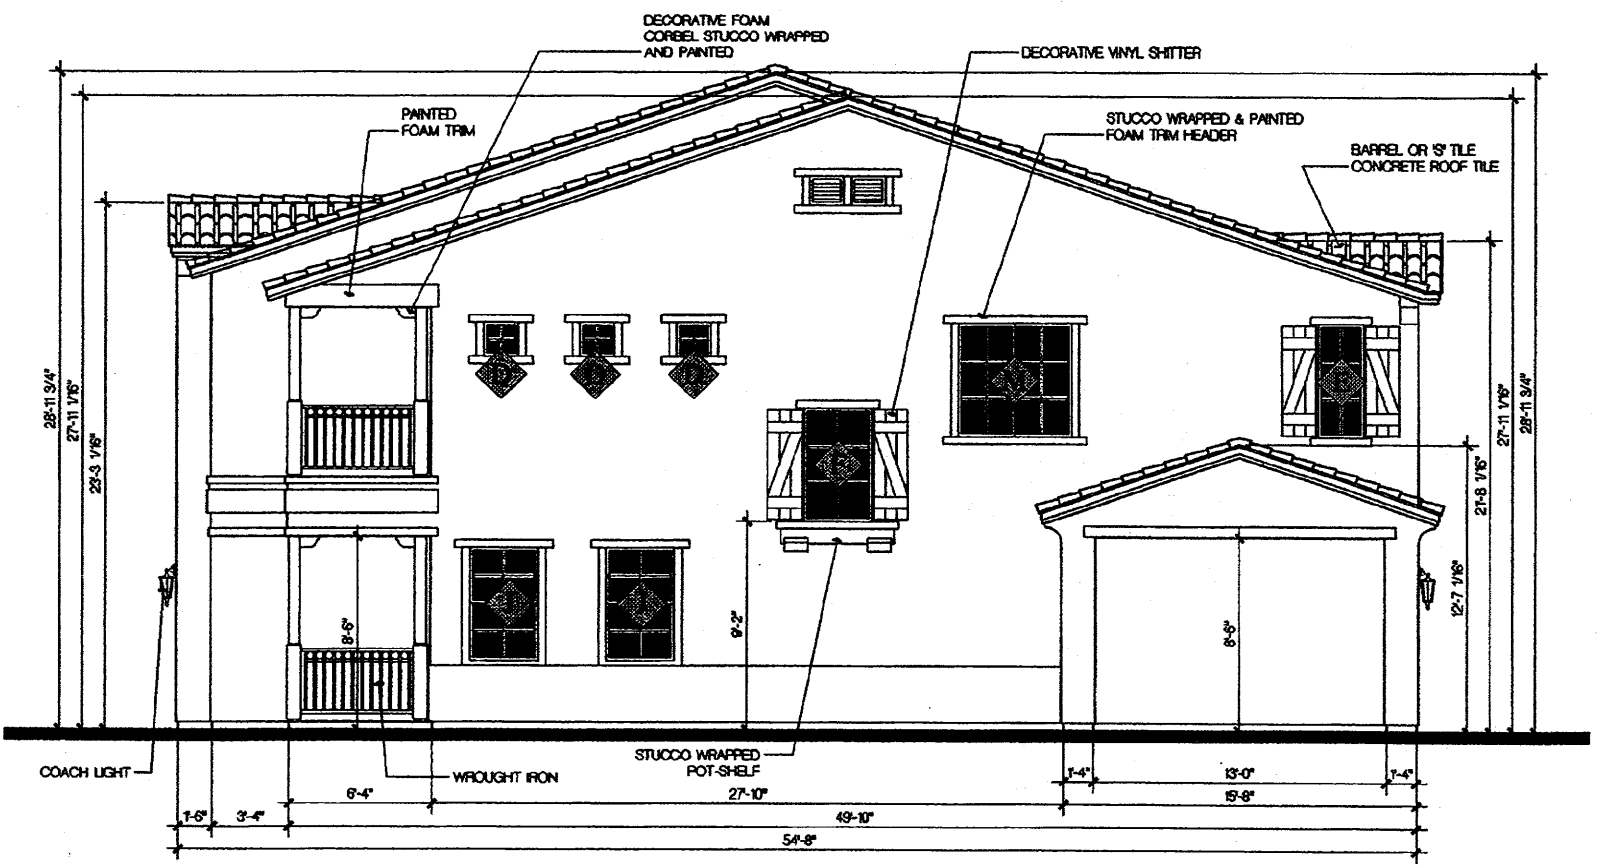 DECORATIVE FOAM
CORBEL STUCCO WRAPPED
AND PAINTED
DECORATIVE VINYL SHITTER
PAINTED
FOAM TRIM
STUCCO WRAPPED & PAINTED
FOAM TRIM HEADER
BARREL OR 'S' TILE
CONCRETE ROOF TILE
28'-11 3/4"
27'-11 1/16"
23'-3 1/16"
27'-11 1/16"
28'-11 3/4"
21'-8 1/16"
12'-7 1/16"
D
D
D
M
B
8'-6"
9'-2"
8'-6"
COACH LIGHT
WROUGHT IRON
STUCCO WRAPPED
POT-SHELF
1'-4"
13'-0"
1'-4"
6'-4"
27'-10"
15'-8"
1'-6"
3'-4"
49'-10"
54'-8"